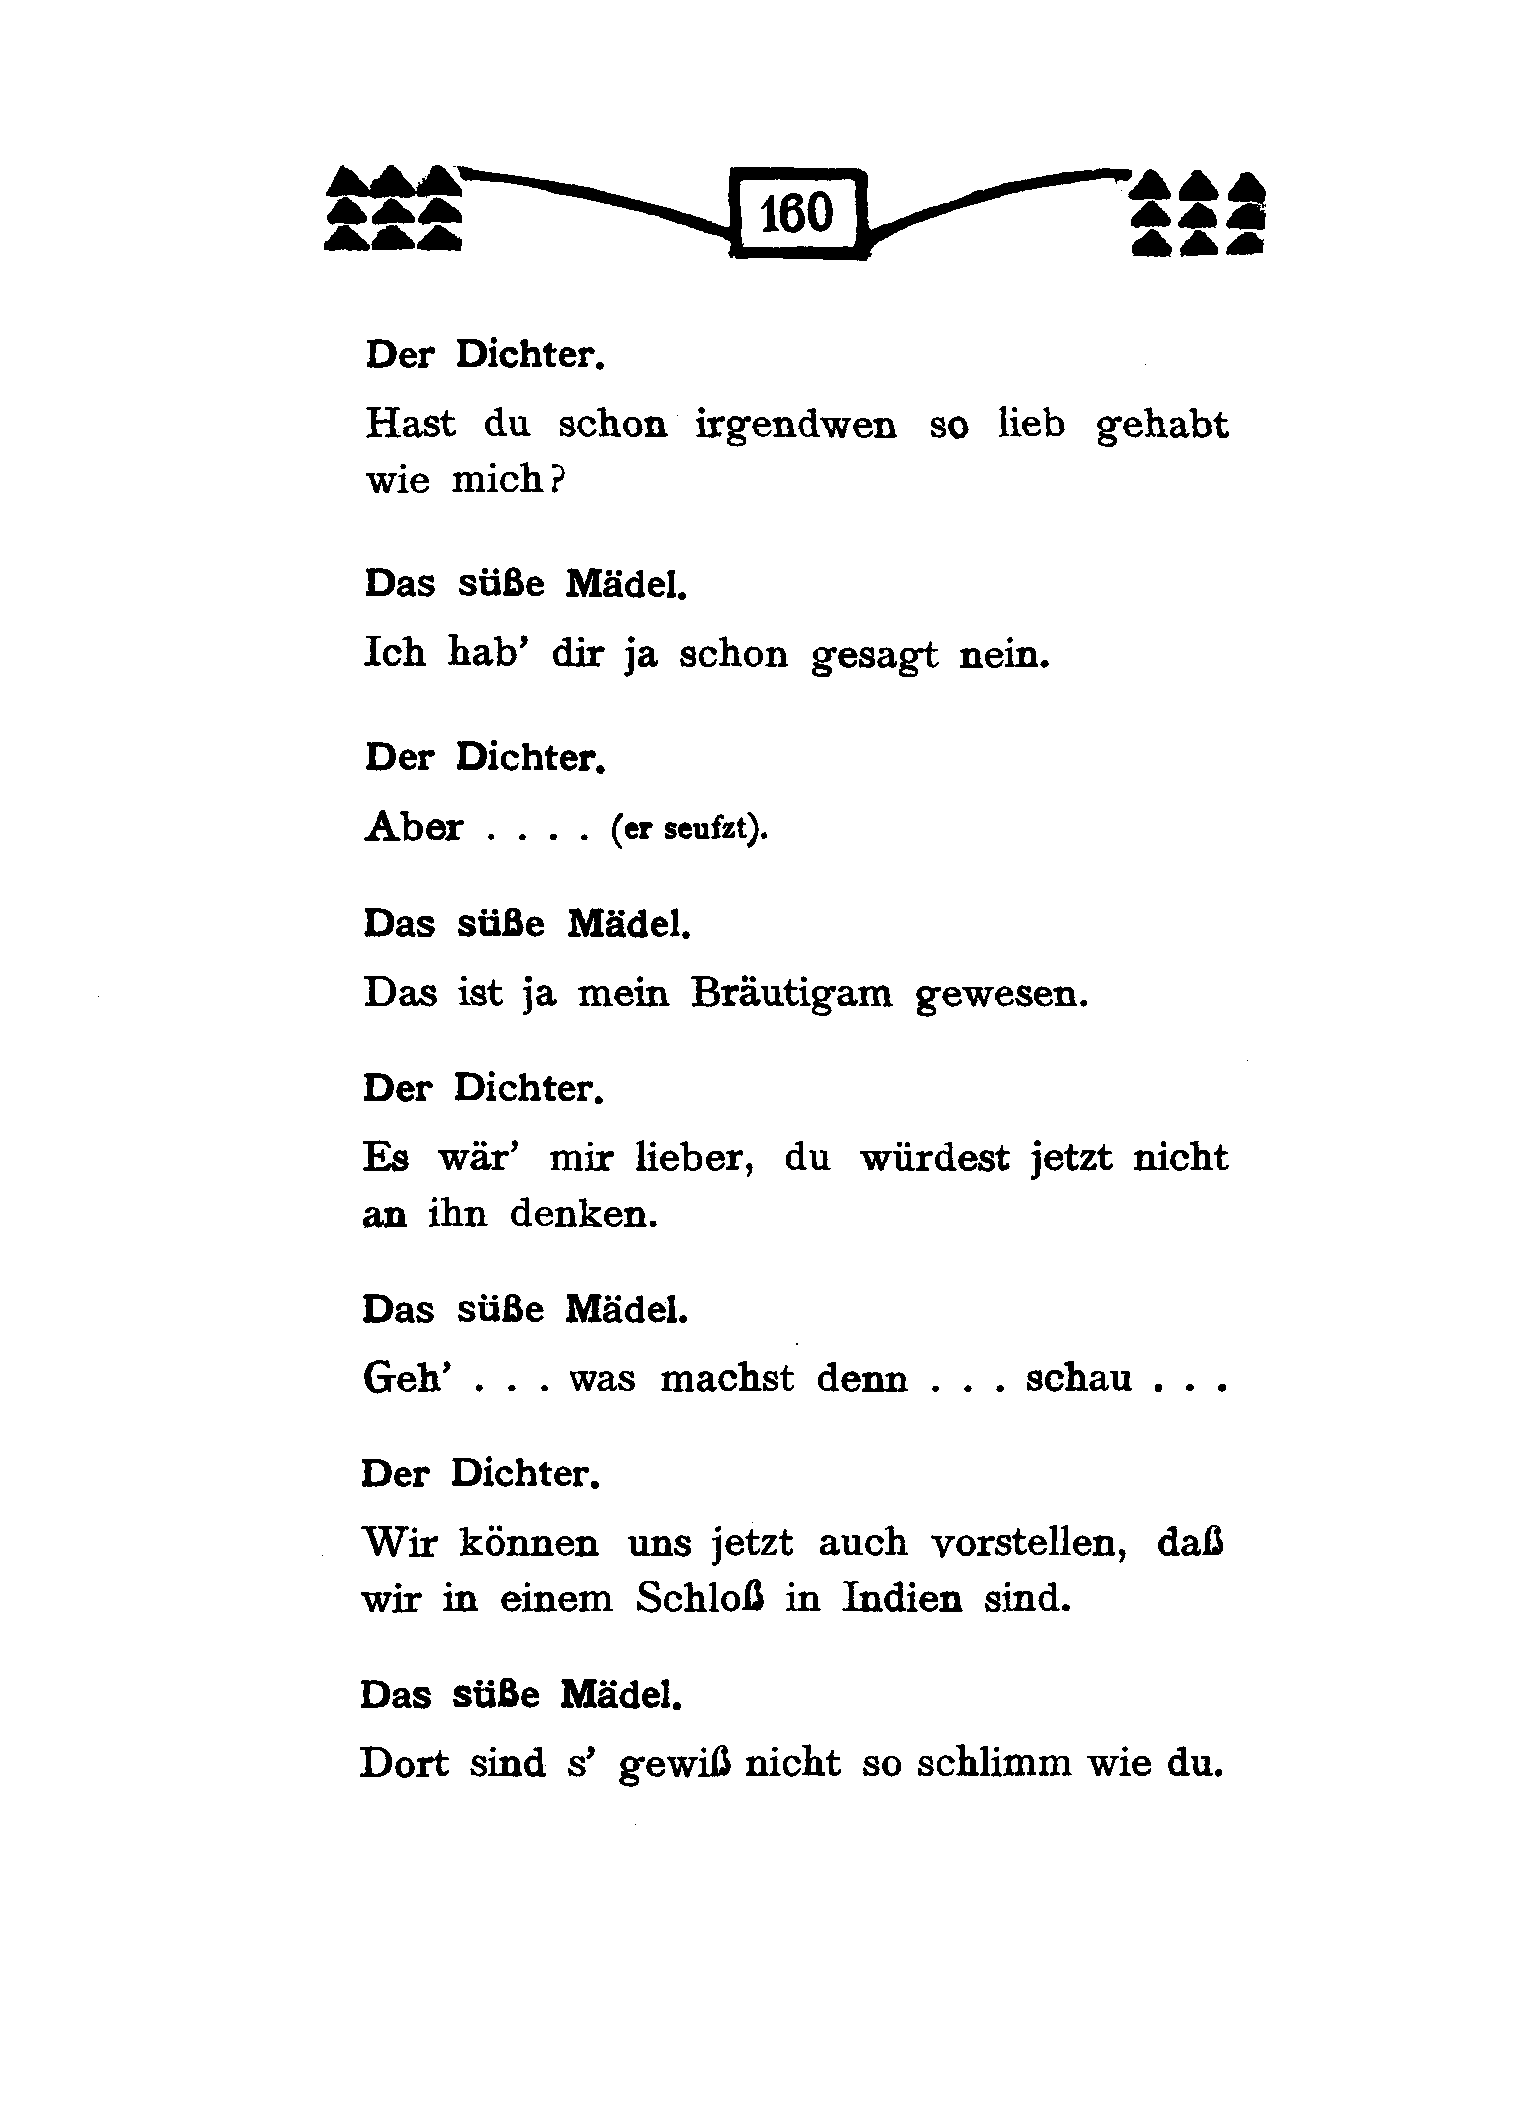 160
Der Dichter.
Hast du schon irgendwen so lieb gehabt
wie mich?
Das süße Mädel.
Ich hab’ dir ja schon gesagt nein.
Der Dichter.
Aber . . . . (er seufzt).
Das süße Mädel.
Das ist ja mein Bräutigam gewesen.
Der Dichter.
Es wär’ mir lieber, du würdest jetzt nicht
an ihn denken.
Das süße Mädel.
Geh’ . . . was machst denn . . . schau . . .
Der Dichter.
Wir können uns jetzt auch vorstellen, daß
wir in einem Schloß in Indien sind.
Das süße Mädel.
Dort sind s’ gewiß nicht so schlimm wie du.